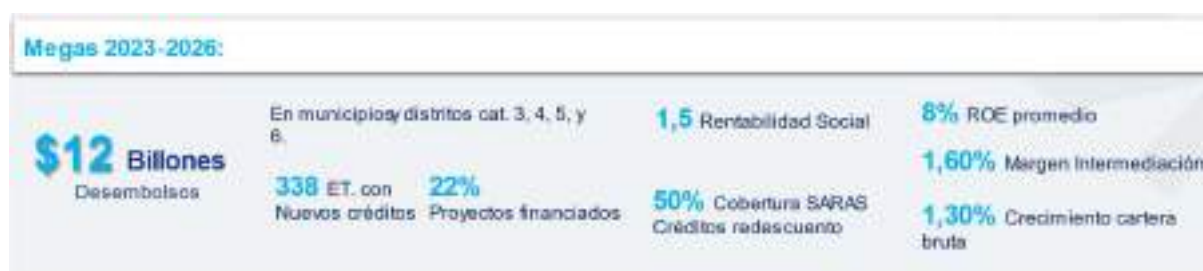 Megas 2023-2026:
$12 Billones
Desembolsos
En municipiosy distritos cat. 3, 4, 5, y
6.
338 ET. con
Nuevos créditos
22%
Proyectos financiados
1,5 Rentabilidad Social
50% Cobertura SARAS
Créditos redescuento
8% ROE promedio
1,60% Margen Intermediación
1,30% Crecimiento cartera
bruta